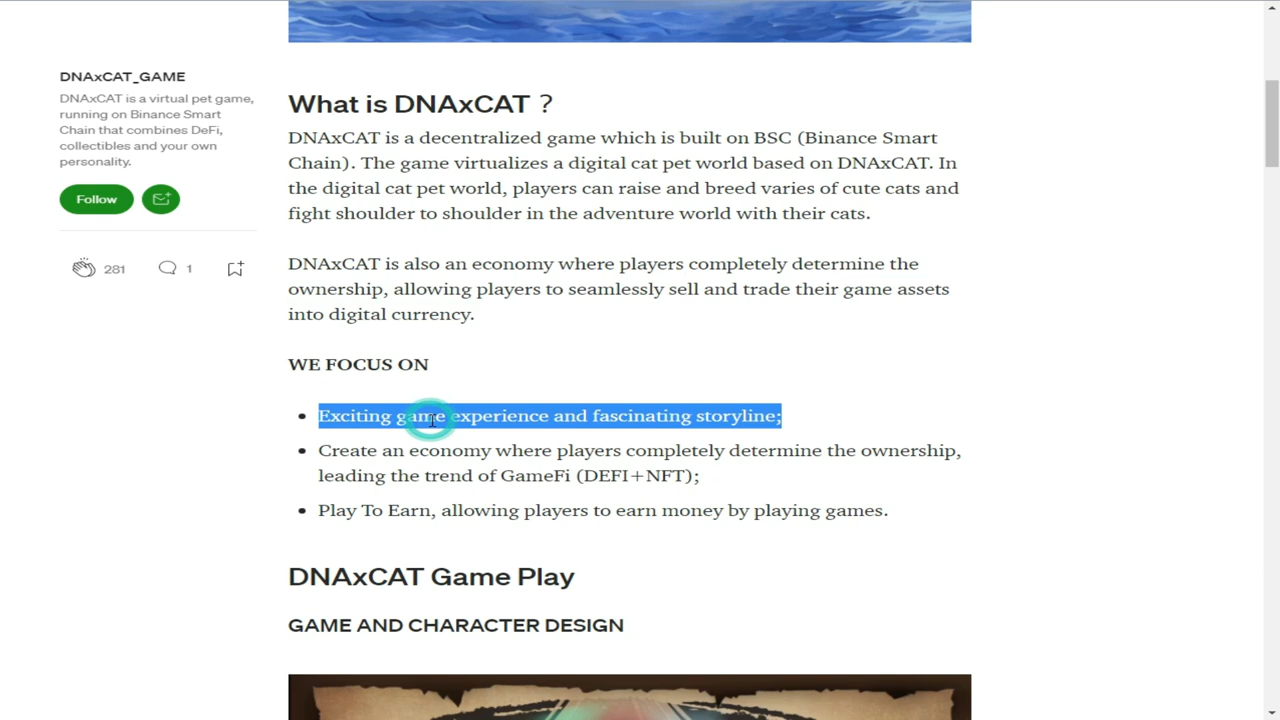 DNAxCAT_GAME
DNAxCAT is a virtual pet game,
running on Binance Smart
Chain that combines DeFi,
collectibles and your own
personality.
Follow
281
1
What is DNAxCAT ?
DNAxCAT is a decentralized game which is built on BSC (Binance Smart
Chain). The game virtualizes a digital cat pet world based on DNAxCAT. In
the digital cat pet world, players can raise and breed varies of cute cats and
fight shoulder to shoulder in the adventure world with their cats.
DNAxCAT is also an economy where players completely determine the
ownership, allowing players to seamlessly sell and trade their game assets
into digital currency.
WE FOCUS ON
• Exciting game experience and fascinating storyline;
• Create an economy where players completely determine the ownership,
leading the trend of GameFi (DEFI+NFT);
• Play To Earn, allowing players to earn money by playing games.
DNAxCAT Game Play
GAME AND CHARACTER DESIGN